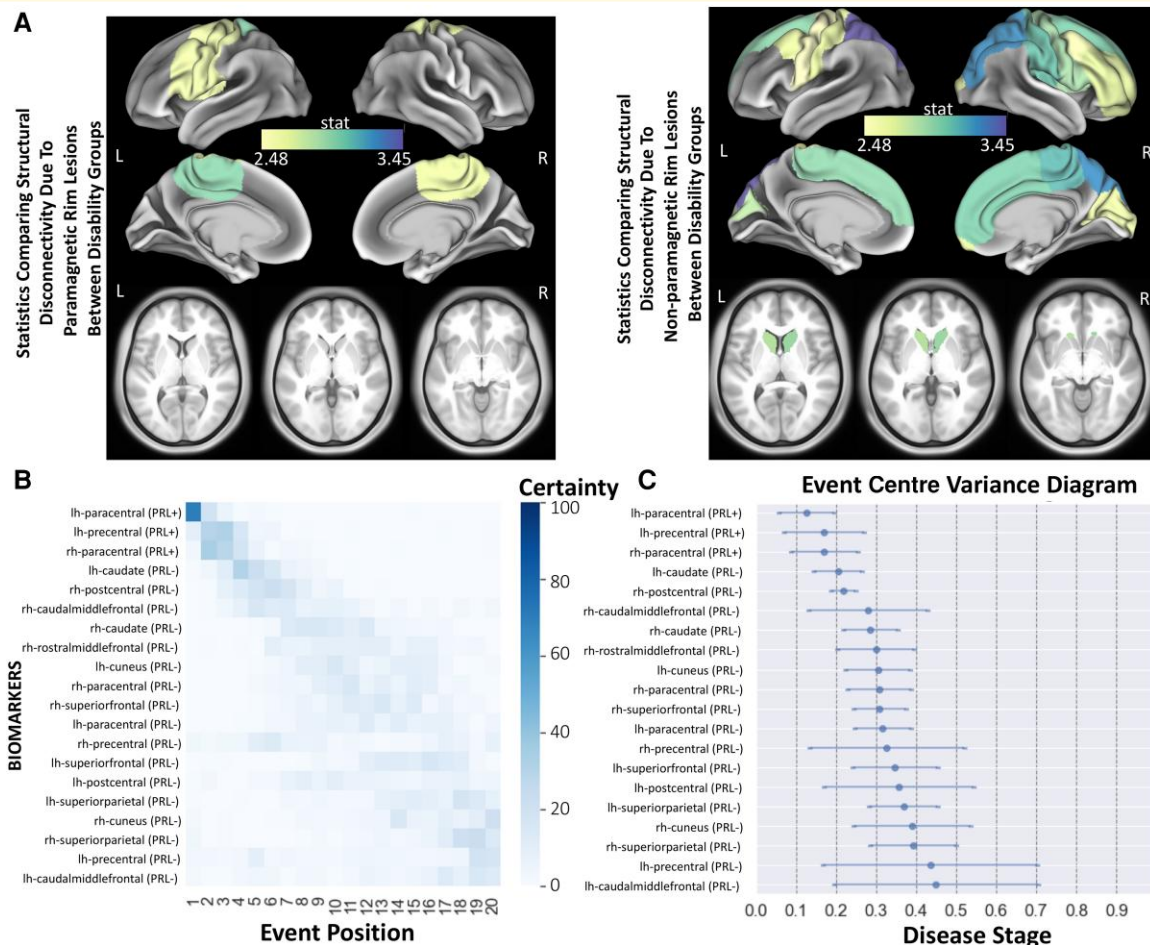 A
Statistics Comparing Structural
Disconnectivity Due To
Paramagnetic Rim Lesions
Between Disability Groups
stat
2.48 3.45
L R
L R
Statistics Comparing Structural
Disconnectivity Due To
Non-paramagnetic Rim Lesions
Between Disability Groups
stat
2.48 3.45
L R
L R
B
Certainty
BIOMARKERS
lh-paracentral (PRL+)
lh-precentral (PRL+)
rh-paracentral (PRL+)
lh-caudate (PRL-)
rh-postcentral (PRL-)
rh-caudalmiddlefrontal (PRL-)
rh-caudate (PRL-)
rh-rostralmiddlefrontal (PRL-)
lh-cuneus (PRL-)
rh-paracentral (PRL-)
rh-superiorfrontal (PRL-)
lh-paracentral (PRL-)
rh-precentral (PRL-)
lh-superiorfrontal (PRL-)
lh-postcentral (PRL-)
lh-superiorparietal (PRL-)
rh-cuneus (PRL-)
rh-superiorparietal (PRL-)
lh-precentral (PRL-)
lh-caudalmiddlefrontal (PRL-)
1 2 3 4 5 6 7 8 9 10 11 12 13 14 15 16 17 18 19 20
Event Position
100
80
60
40
20
0
C
Event Centre Variance Diagram
lh-paracentral (PRL+)
lh-precentral (PRL+)
rh-paracentral (PRL+)
lh-caudate (PRL-)
rh-postcentral (PRL-)
rh-caudalmiddlefrontal (PRL-)
rh-caudate (PRL-)
rh-rostralmiddlefrontal (PRL-)
lh-cuneus (PRL-)
rh-paracentral (PRL-)
rh-superiorfrontal (PRL-)
lh-paracentral (PRL-)
rh-precentral (PRL-)
lh-superiorfrontal (PRL-)
lh-postcentral (PRL-)
lh-superiorparietal (PRL-)
rh-cuneus (PRL-)
rh-superiorparietal (PRL-)
lh-precentral (PRL-)
lh-caudalmiddlefrontal (PRL-)
0.0 0.1 0.2 0.3 0.4 0.5 0.6 0.7 0.8 0.9
Disease Stage